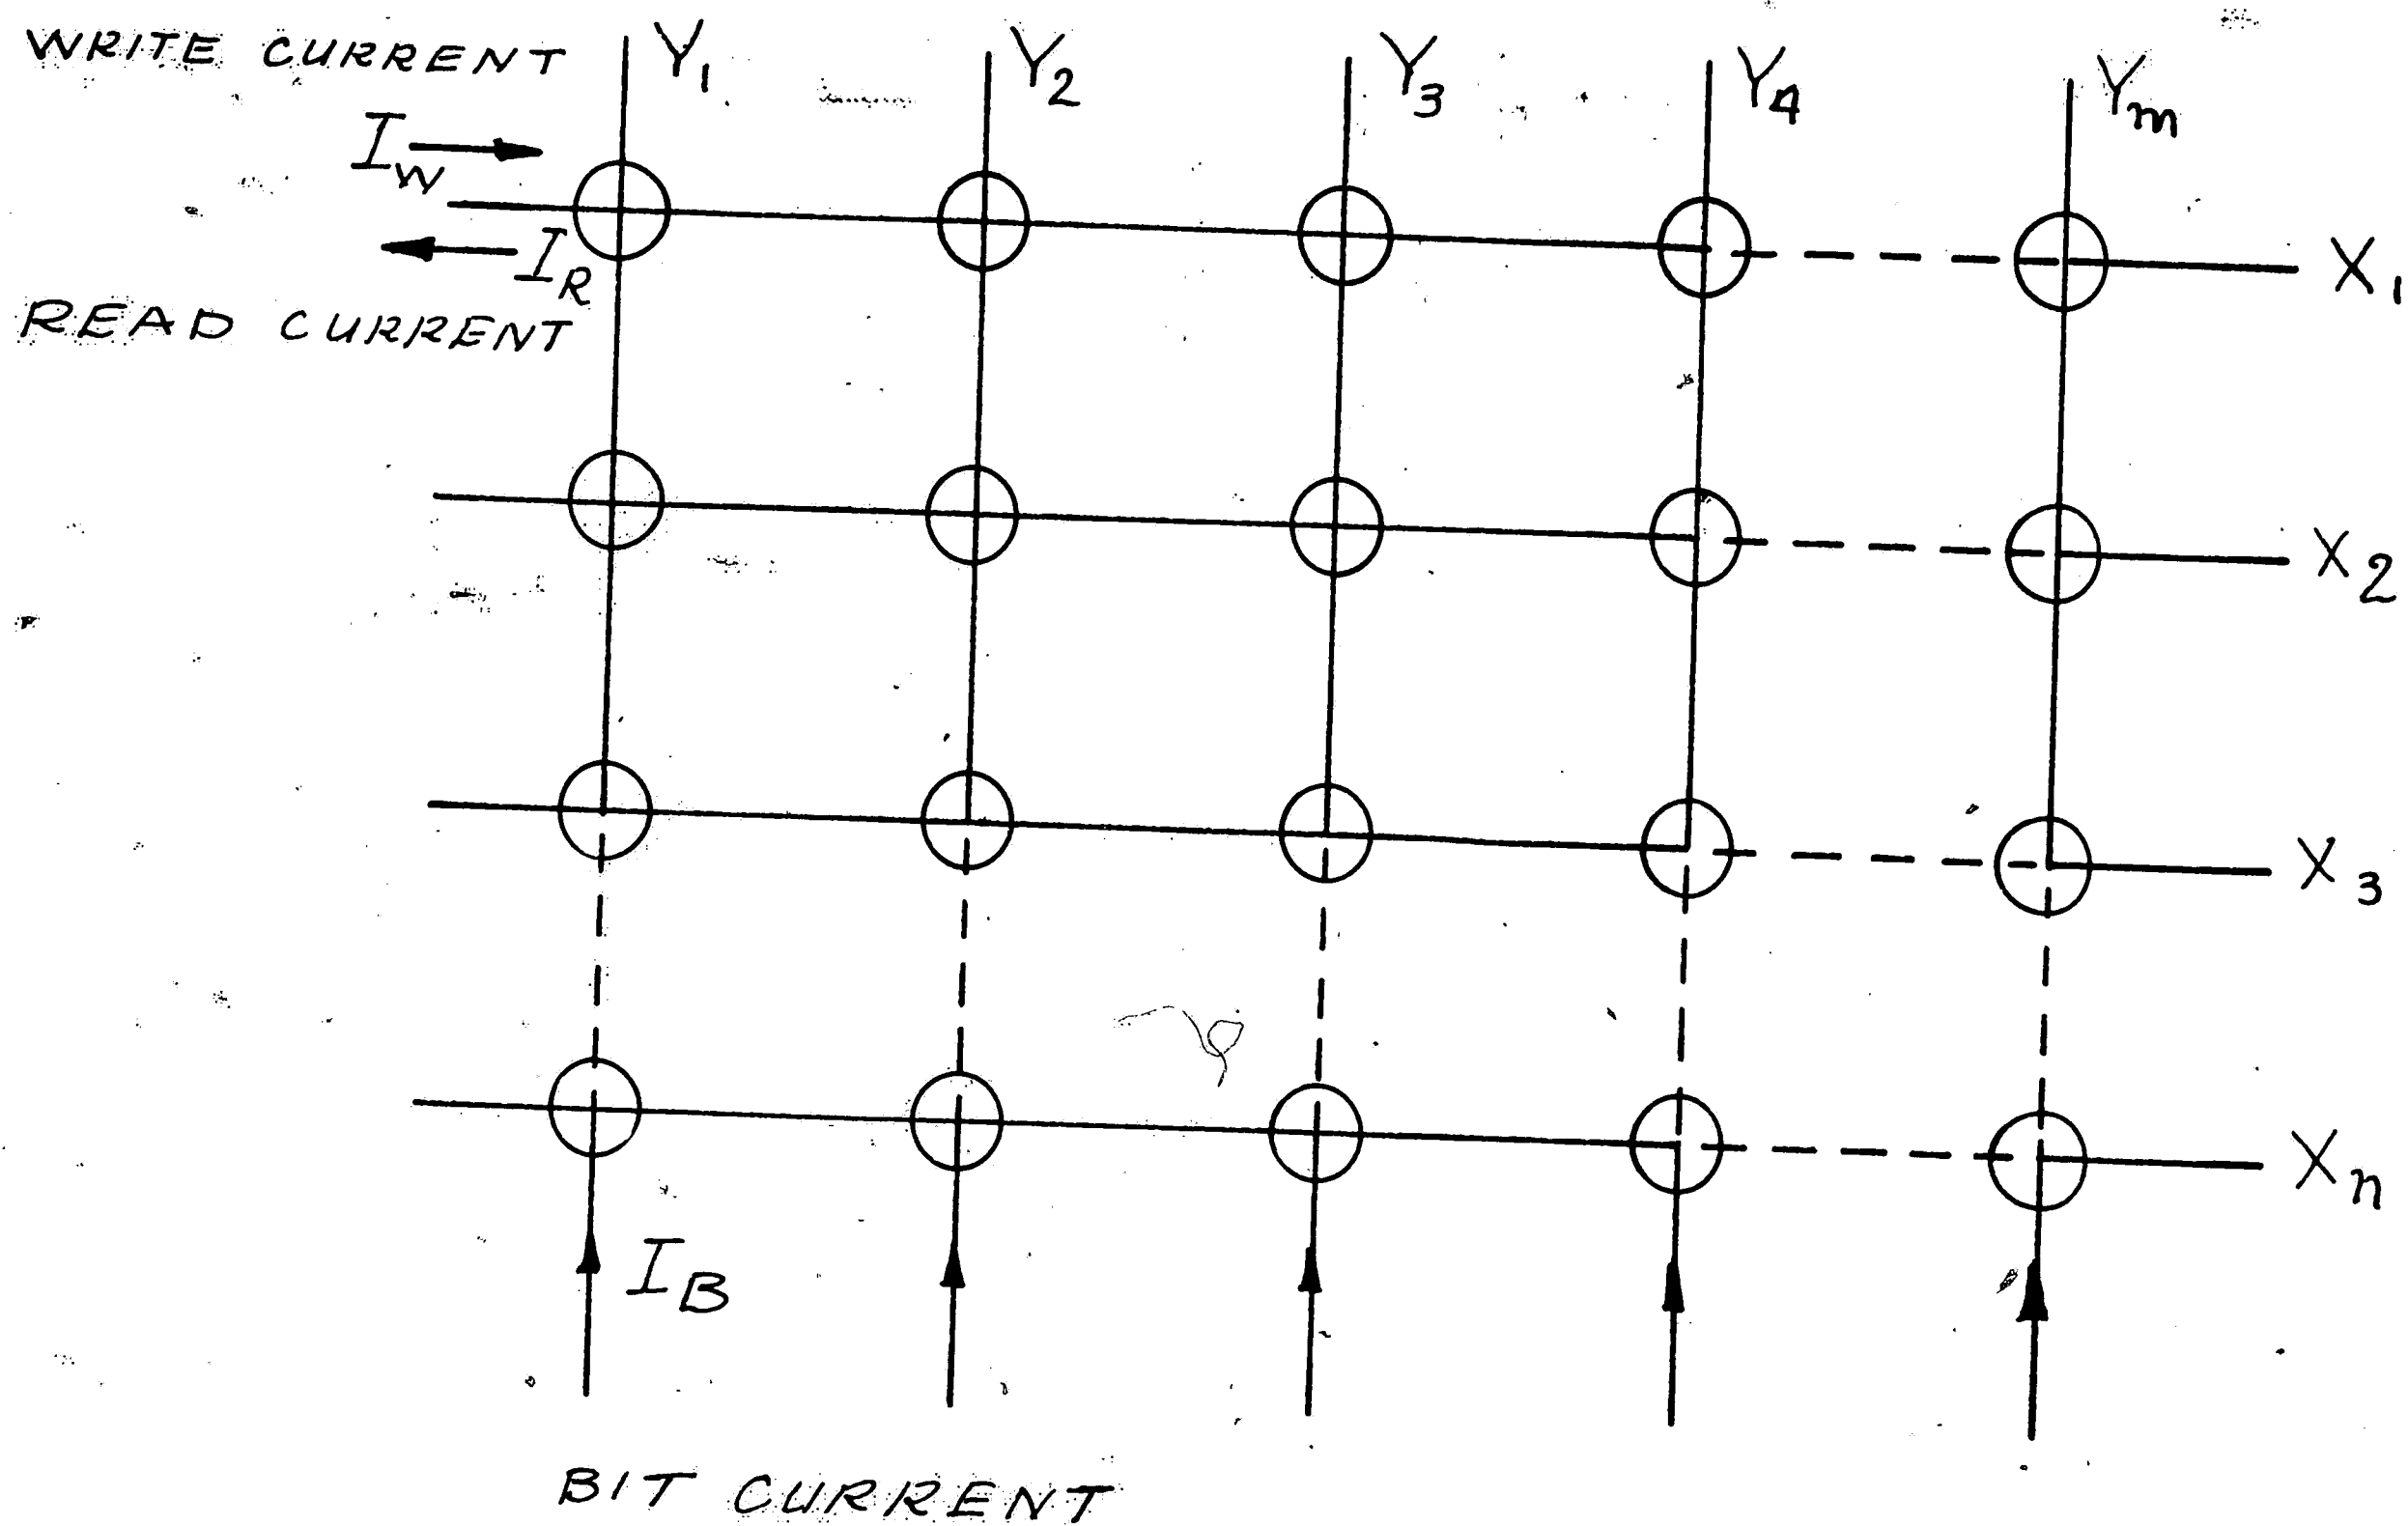 WRITE CURRENT
Y1 Y2 Y3 Y4 Ym
IW
IR
READ CURRENT
X1
X2
X3
Xn
IB
BIT CURRENT